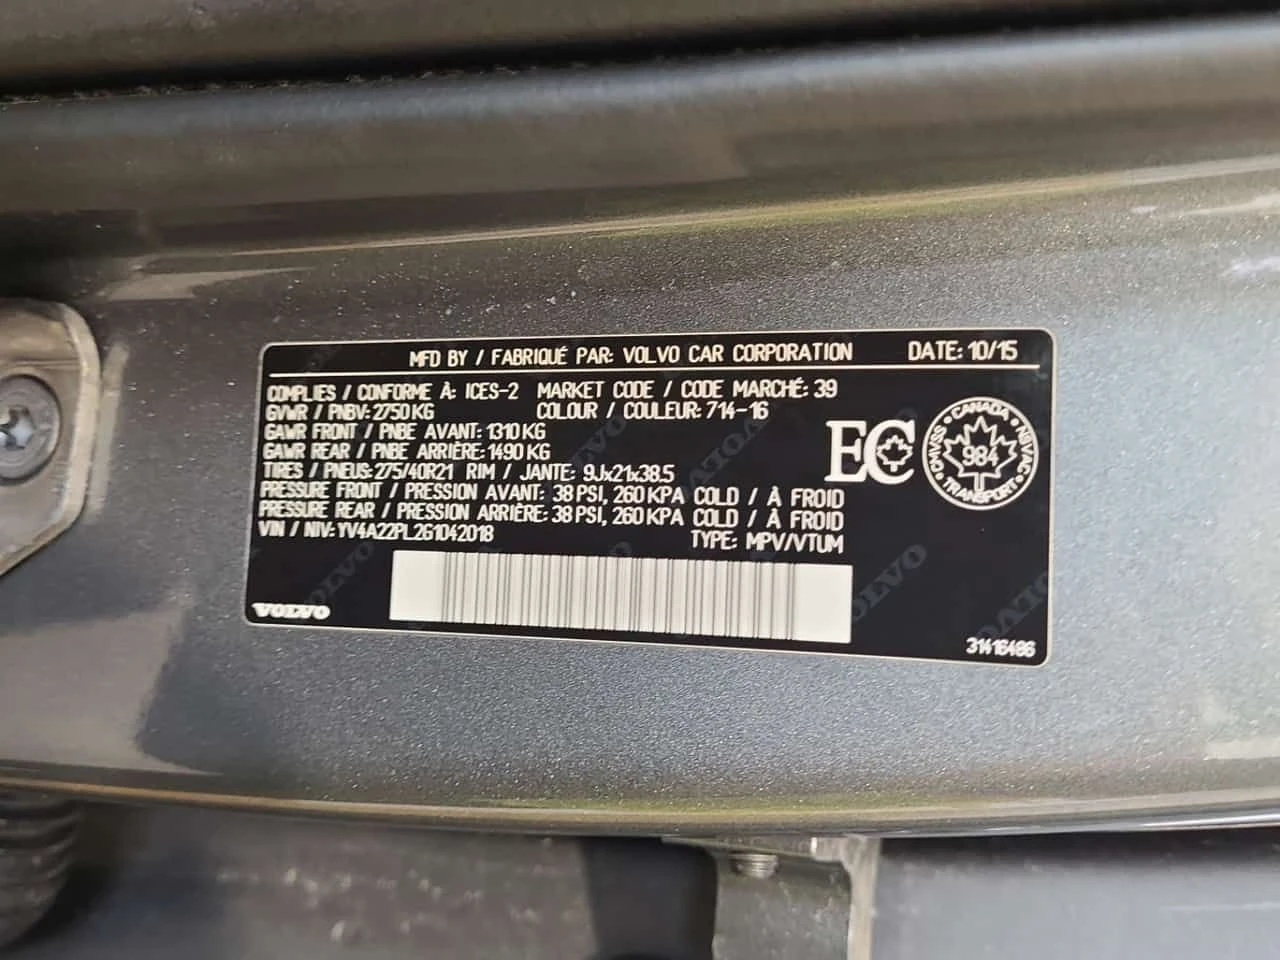 MFD BY / FABRIQUÉ PAR: VOLVO CAR CORPORATION DATE: 10/15
COMPLIES / CONFORME À: ICES-2 MARKET CODE / CODE MARCHÉ: 39
GVWR / PNBV: 2750 KG COLOUR / COULEUR: 714-16
GAWR FRONT / PNBE AVANT: 1310 KG
GAWR REAR / PNBE ARRIÈRE: 1490 KG
TIRES / PNEUS: 275/40R21 RIM / JANTE: 9Jx21x38.5
PRESSURE FRONT / PRESSION AVANT: 38 PSI, 260 KPA COLD / À FROID
PRESSURE REAR / PRESSION ARRIÈRE: 38 PSI, 260 KPA COLD / À FROID
VIN / NIV: YV4A22PL2G1042018 TYPE: MPV/VTUM
EC
CANADA
NSVAC
984
SSVMC
TRANSPORT
VOLVO
31416486